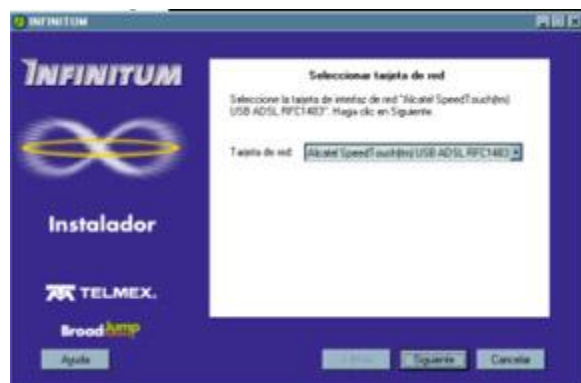 INFINITUM
INFINITUM
Seleccionar tarjeta de red
Seleccione la tarjeta de interfaz de red "Alcatel SpeedTouch(tm)
USB ADSL RFC1483". Haga clic en Siguiente
Tarjeta de red: Alcatel SpeedTouch(tm) USB ADSL RFC1483
Instalador
TELMEX.
BroadJump
Ayuda
Siguiente
Cancelar